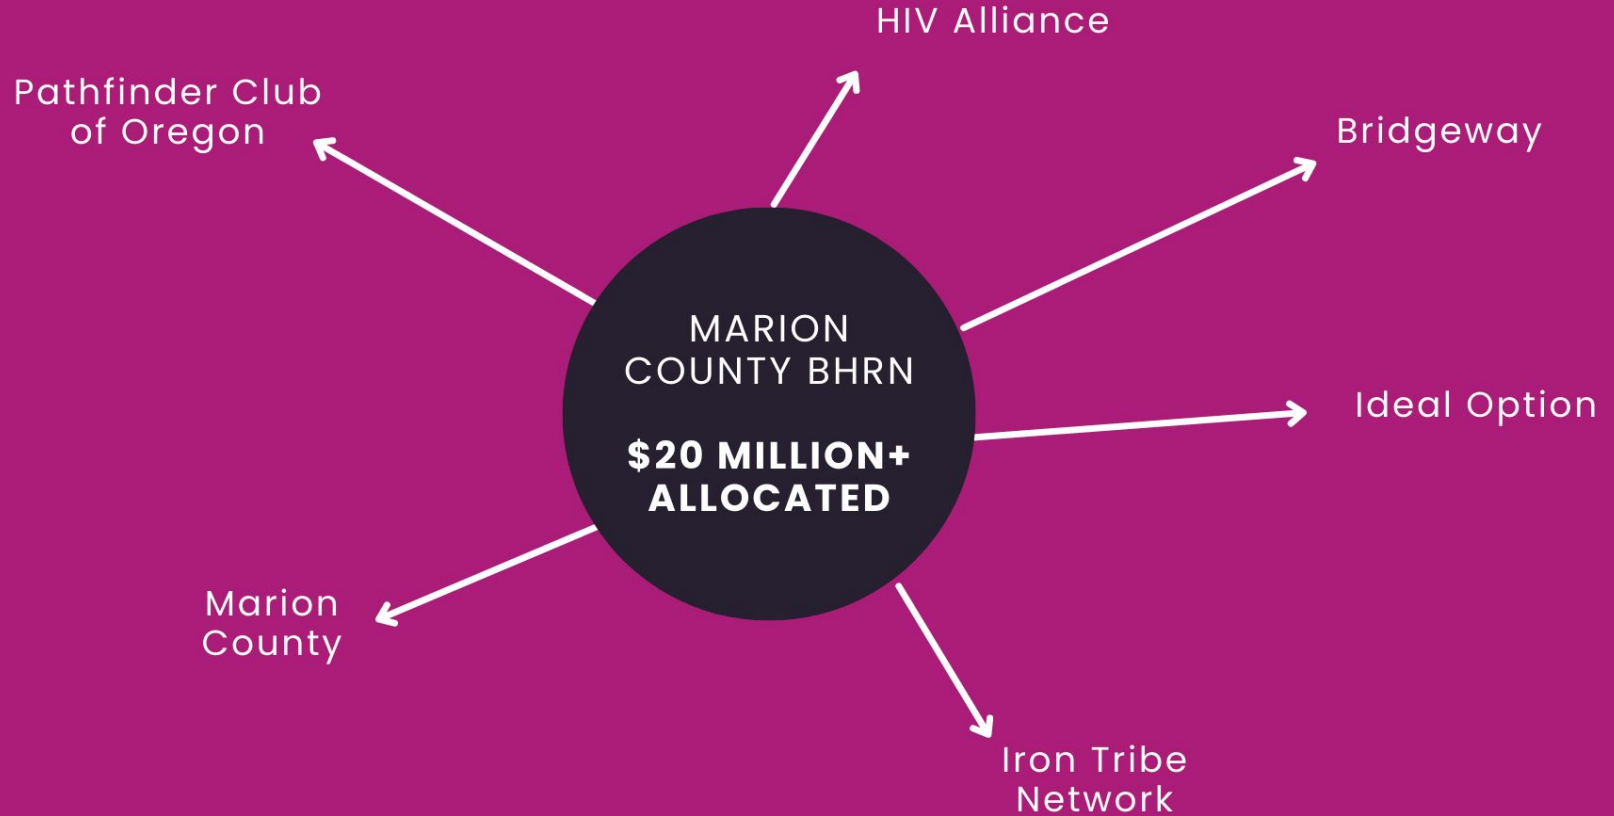 HIV Alliance
Pathfinder Club
of Oregon
Bridgeway
MARION
COUNTY BHRN
$20 MILLION+
ALLOCATED
Ideal Option
Marion
County
Iron Tribe
Network